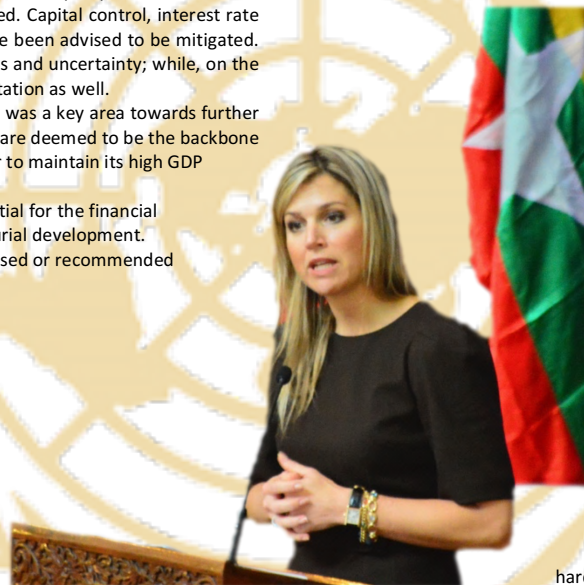 ed. Capital control, interest rate
e been advised to be mitigated.
s and uncertainty; while, on the
tation as well.
was a key area towards further
are deemed to be the backbone
r to maintain its high GDP
tial for the financial
urial development.
sed or recommended
har